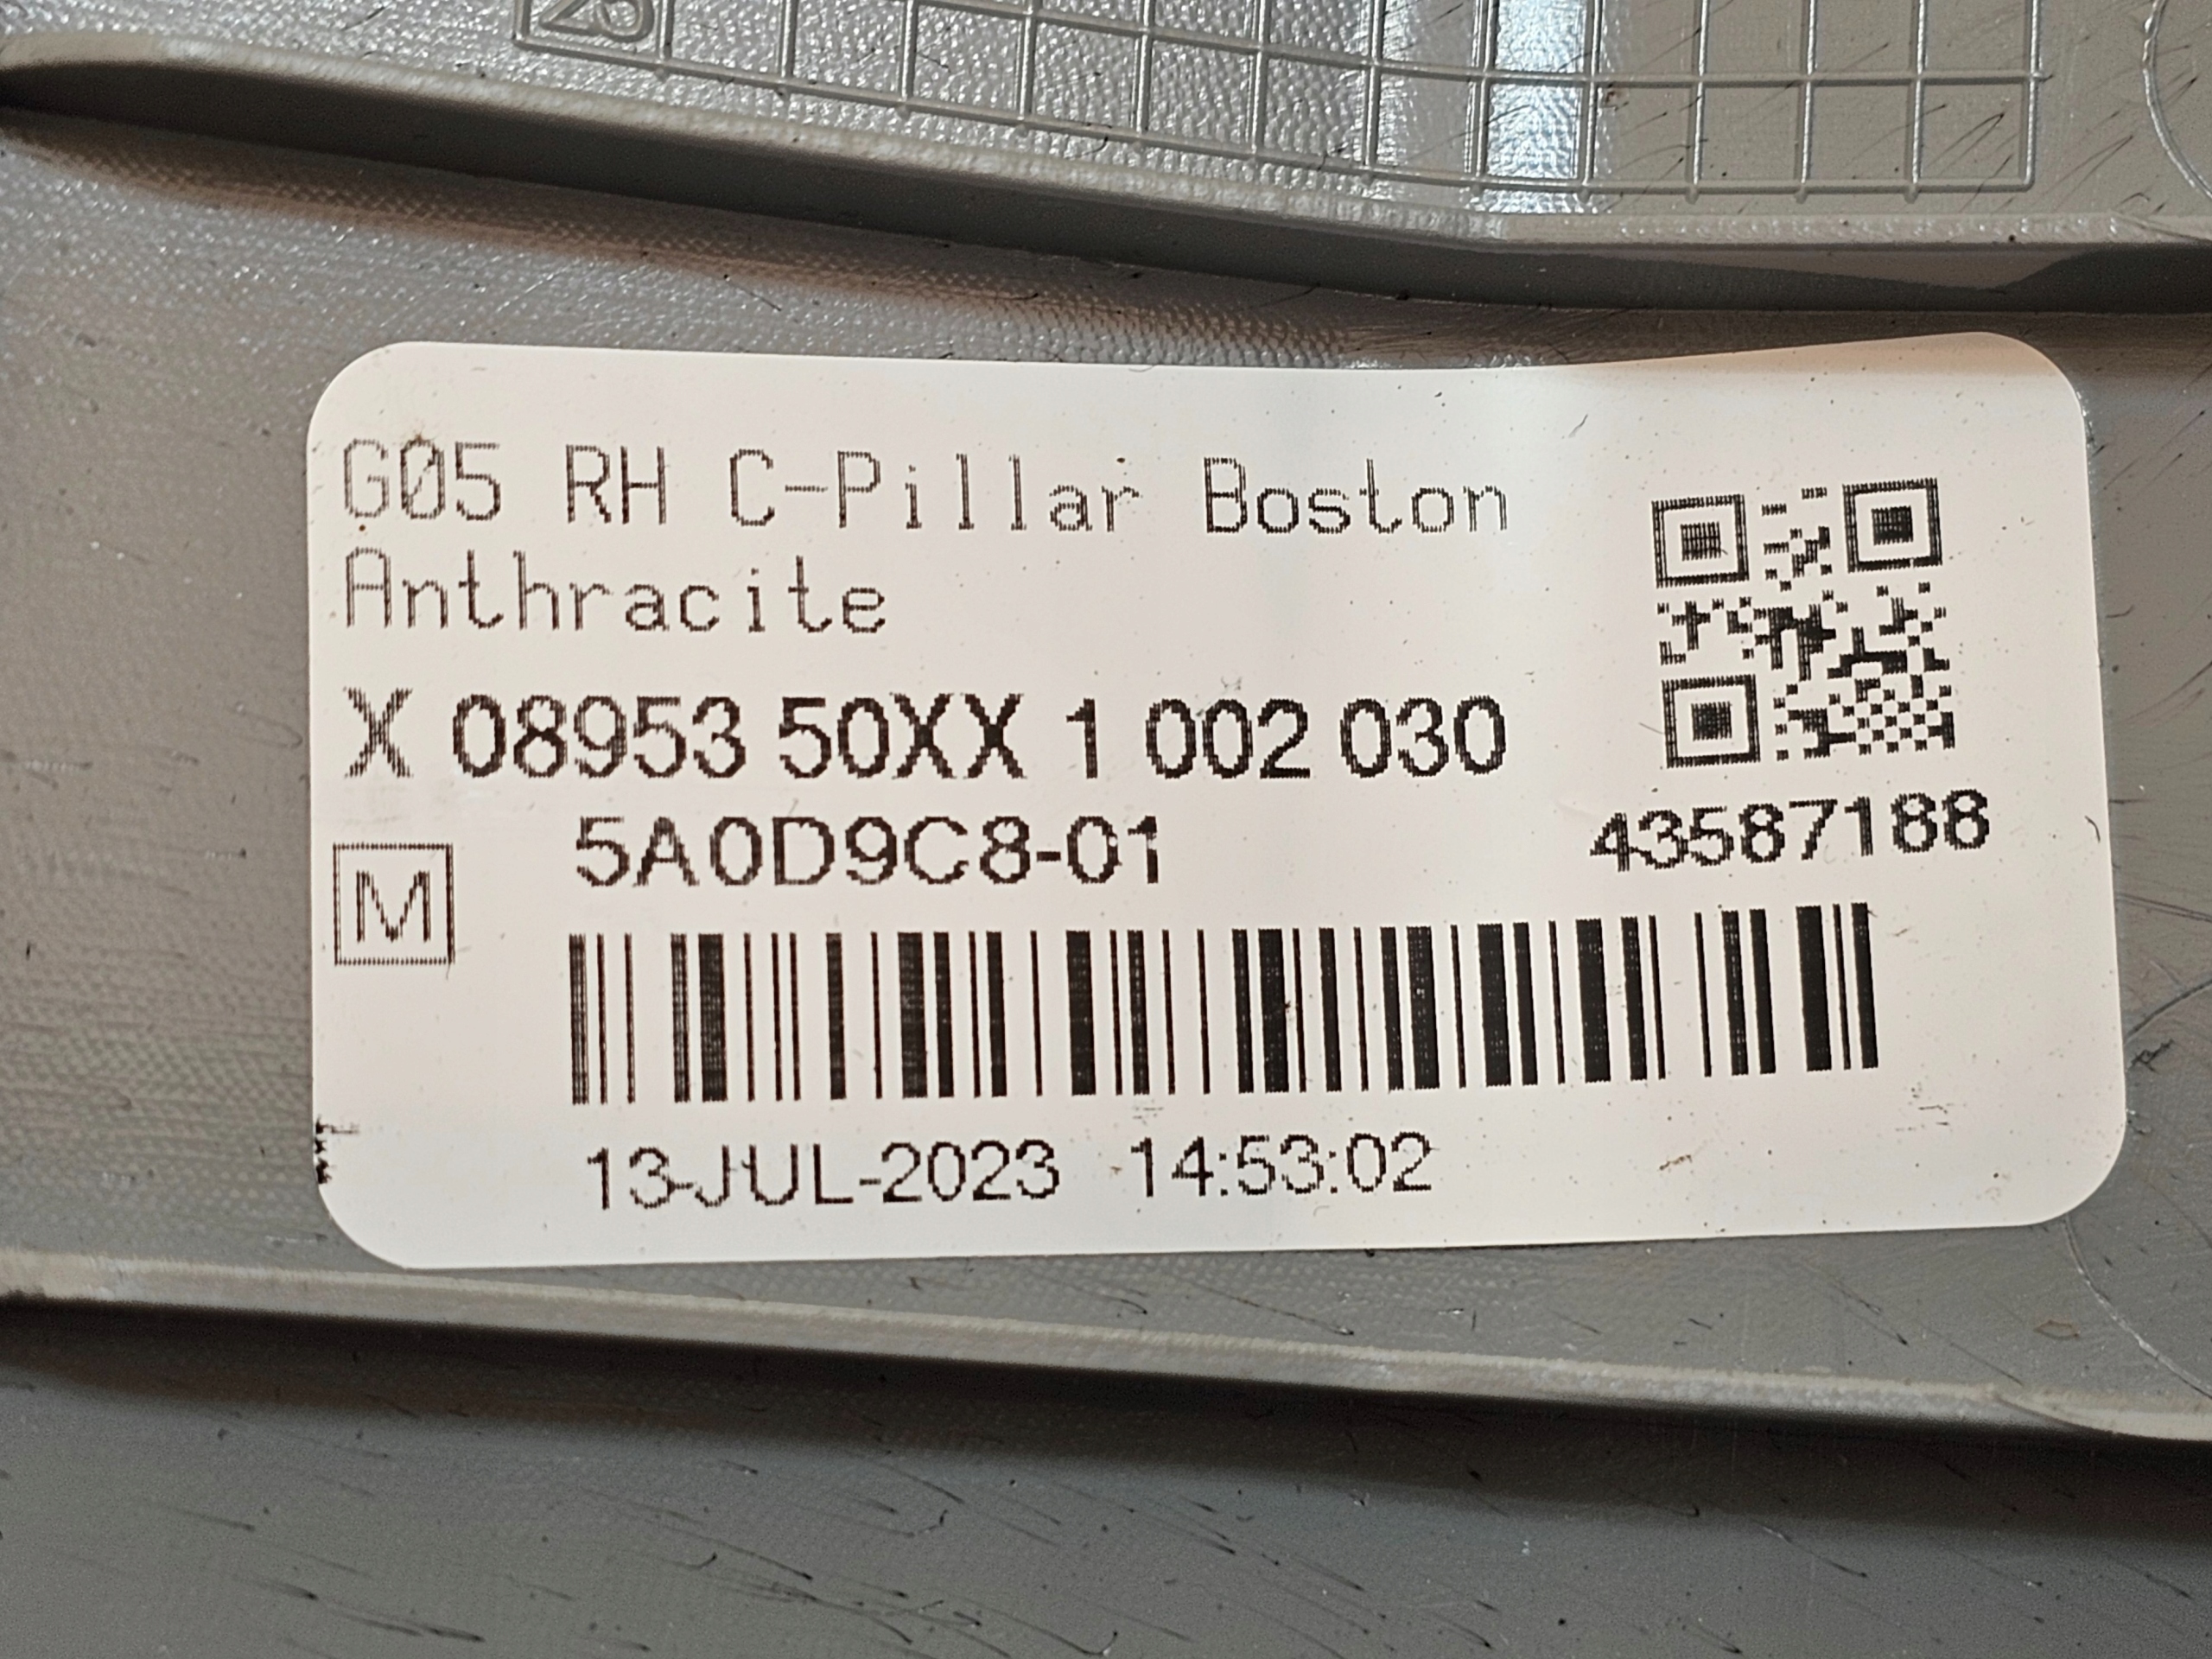 G05 RH C-Pillar Boston
Anthracite
X 08953 50XX 1 002 030
5A0D9C8-01
43587188
M
13-JUL-2023 14:53:02